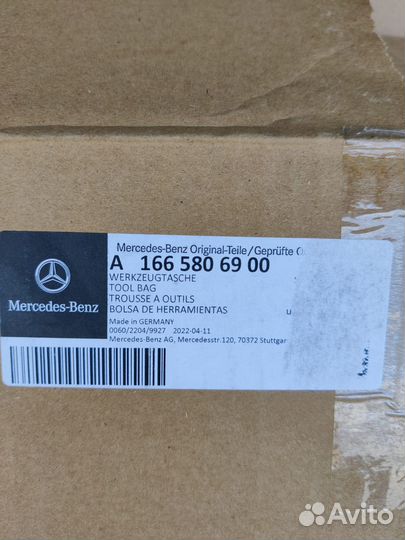 Mercedes-Benz Original-Teile/Geprüfte
A 166 580 69 00
WERKZEUGTASCHE
TOOL BAG
TROUSSE A OUTILS
BOLSA DE HERRAMIENTAS
Made in GERMANY
0060/2204/9927 2022-04-11
Mercedes-Benz AG, Mercedesstr.120, 70372 Stuttgar
Mercedes-Benz
Avito